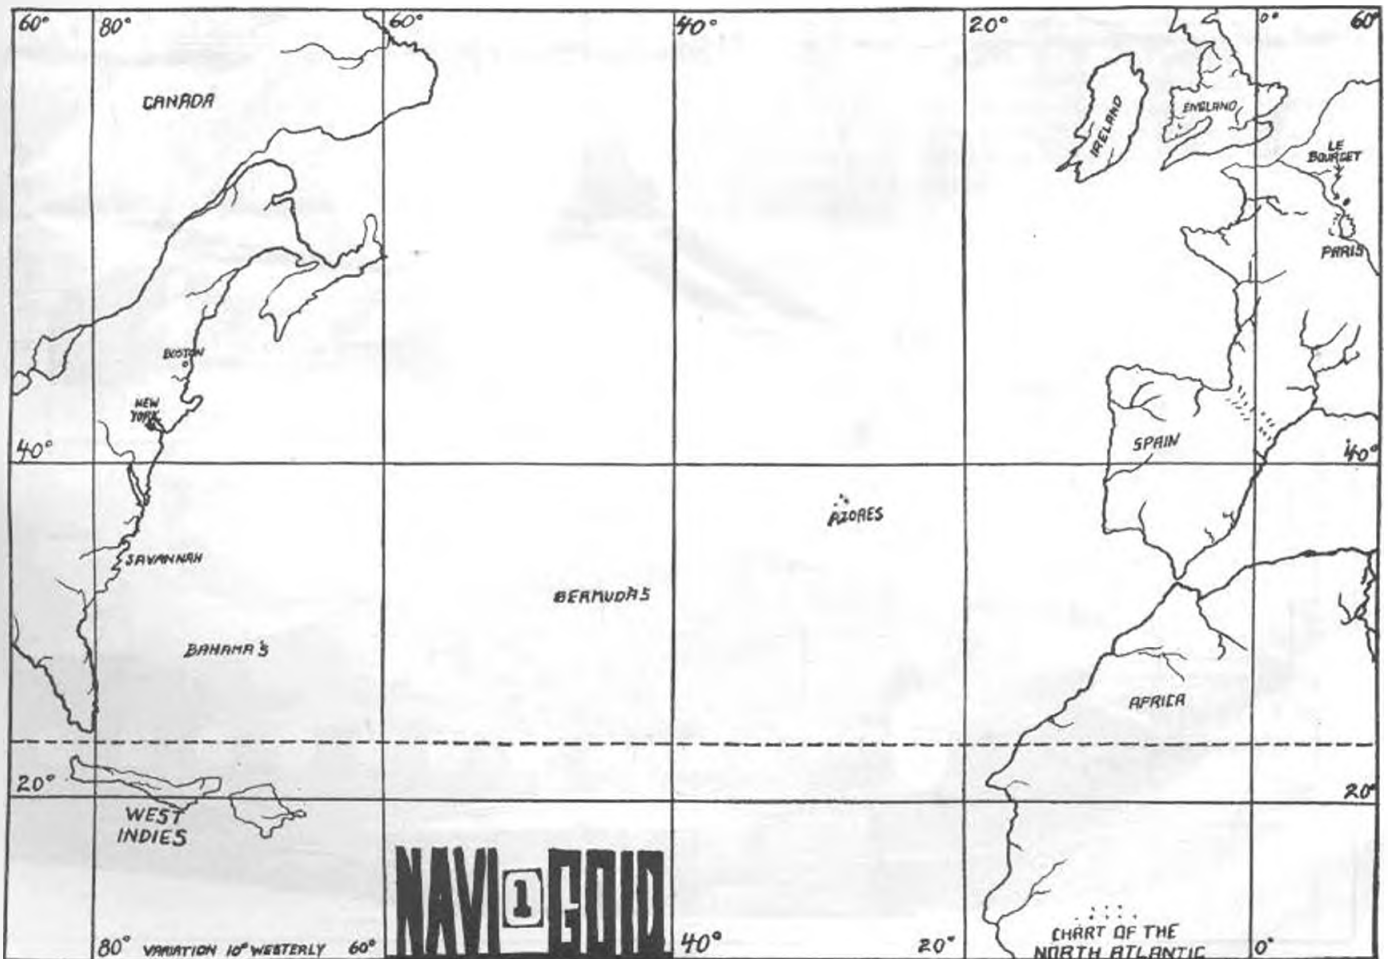 60° 80° 60° 40° 20° 0° 60°
CANADA
ENGLAND
IRELAND
LE
BOURGET
PARIS
BOSTON
NEW
YORK
40° 40°
SPAIN
AZORES
SAVANNAH
BERMUDA'S
BAHAMA'S
AFRICA
20° 20°
WEST
INDIES
NAVI 1 GOIO
80° VARIATION 10° WESTERLY 60° 40° 20° 0°
CHART OF THE
NORTH ATLANTIC